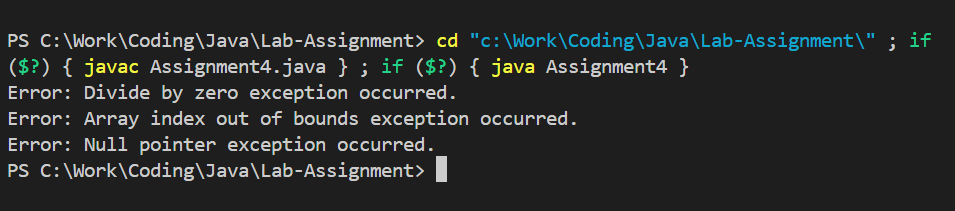 PS C:\Work\Coding\Java\Lab-Assignment> cd "c:\Work\Coding\Java\Lab-Assignment\" ; if
($?) { javac Assignment4.java } ; if ($?) { java Assignment4 }
Error: Divide by zero exception occurred.
Error: Array index out of bounds exception occurred.
Error: Null pointer exception occurred.
PS C:\Work\Coding\Java\Lab-Assignment>